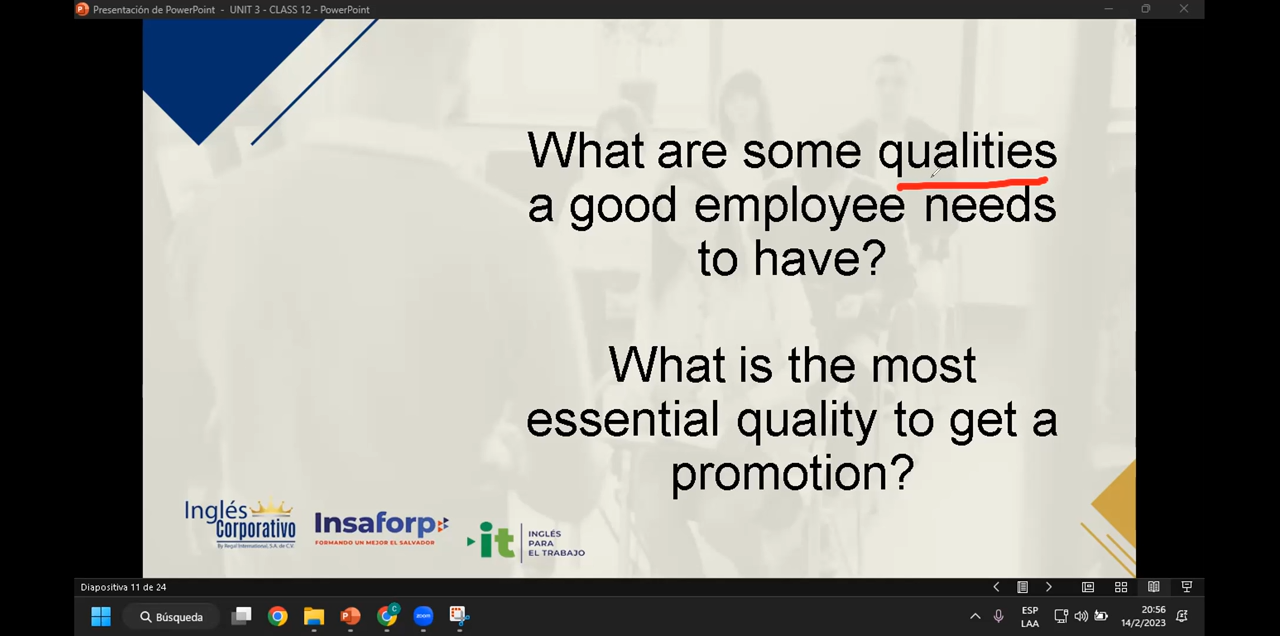 Presentación de PowerPoint - UNIT 3 - CLASS 12 - PowerPoint
What are some qualities
a good employee needs
to have?
What is the most
essential quality to get a
promotion?
Inglés
Corporativo
By Regal International, S.A. de C.V.
Insaforp
FORMANDO UN MEJOR EL SALVADOR
it
INGLÉS
PARA
EL TRABAJO
Diapositiva 11 de 24
Búsqueda
C
zoom
ESP
LAA
20:56
14/2/2023